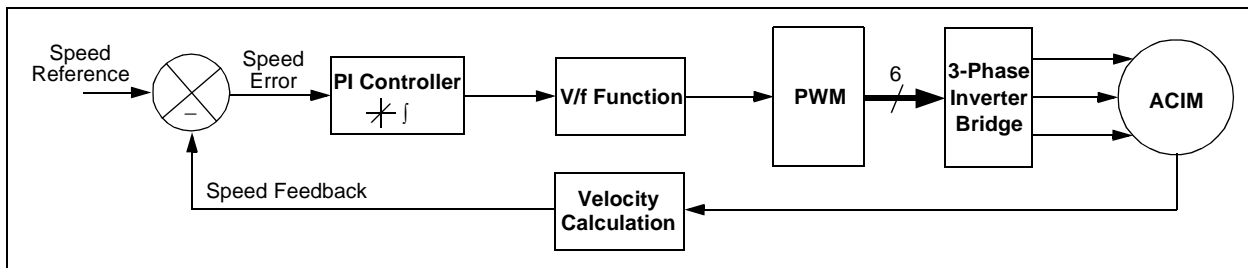 Speed
Reference
Speed
Error
PI Controller
∫
V/f Function
PWM
6
3-Phase
Inverter
Bridge
ACIM
−
Speed Feedback
Velocity
Calculation